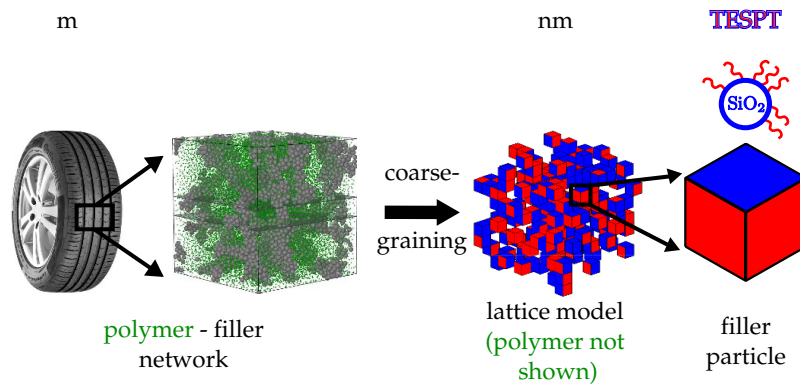 m
nm
TESPT
SiO₂
coarse-
graining
polymer - filler
network
lattice model
(polymer not
shown)
filler
particle